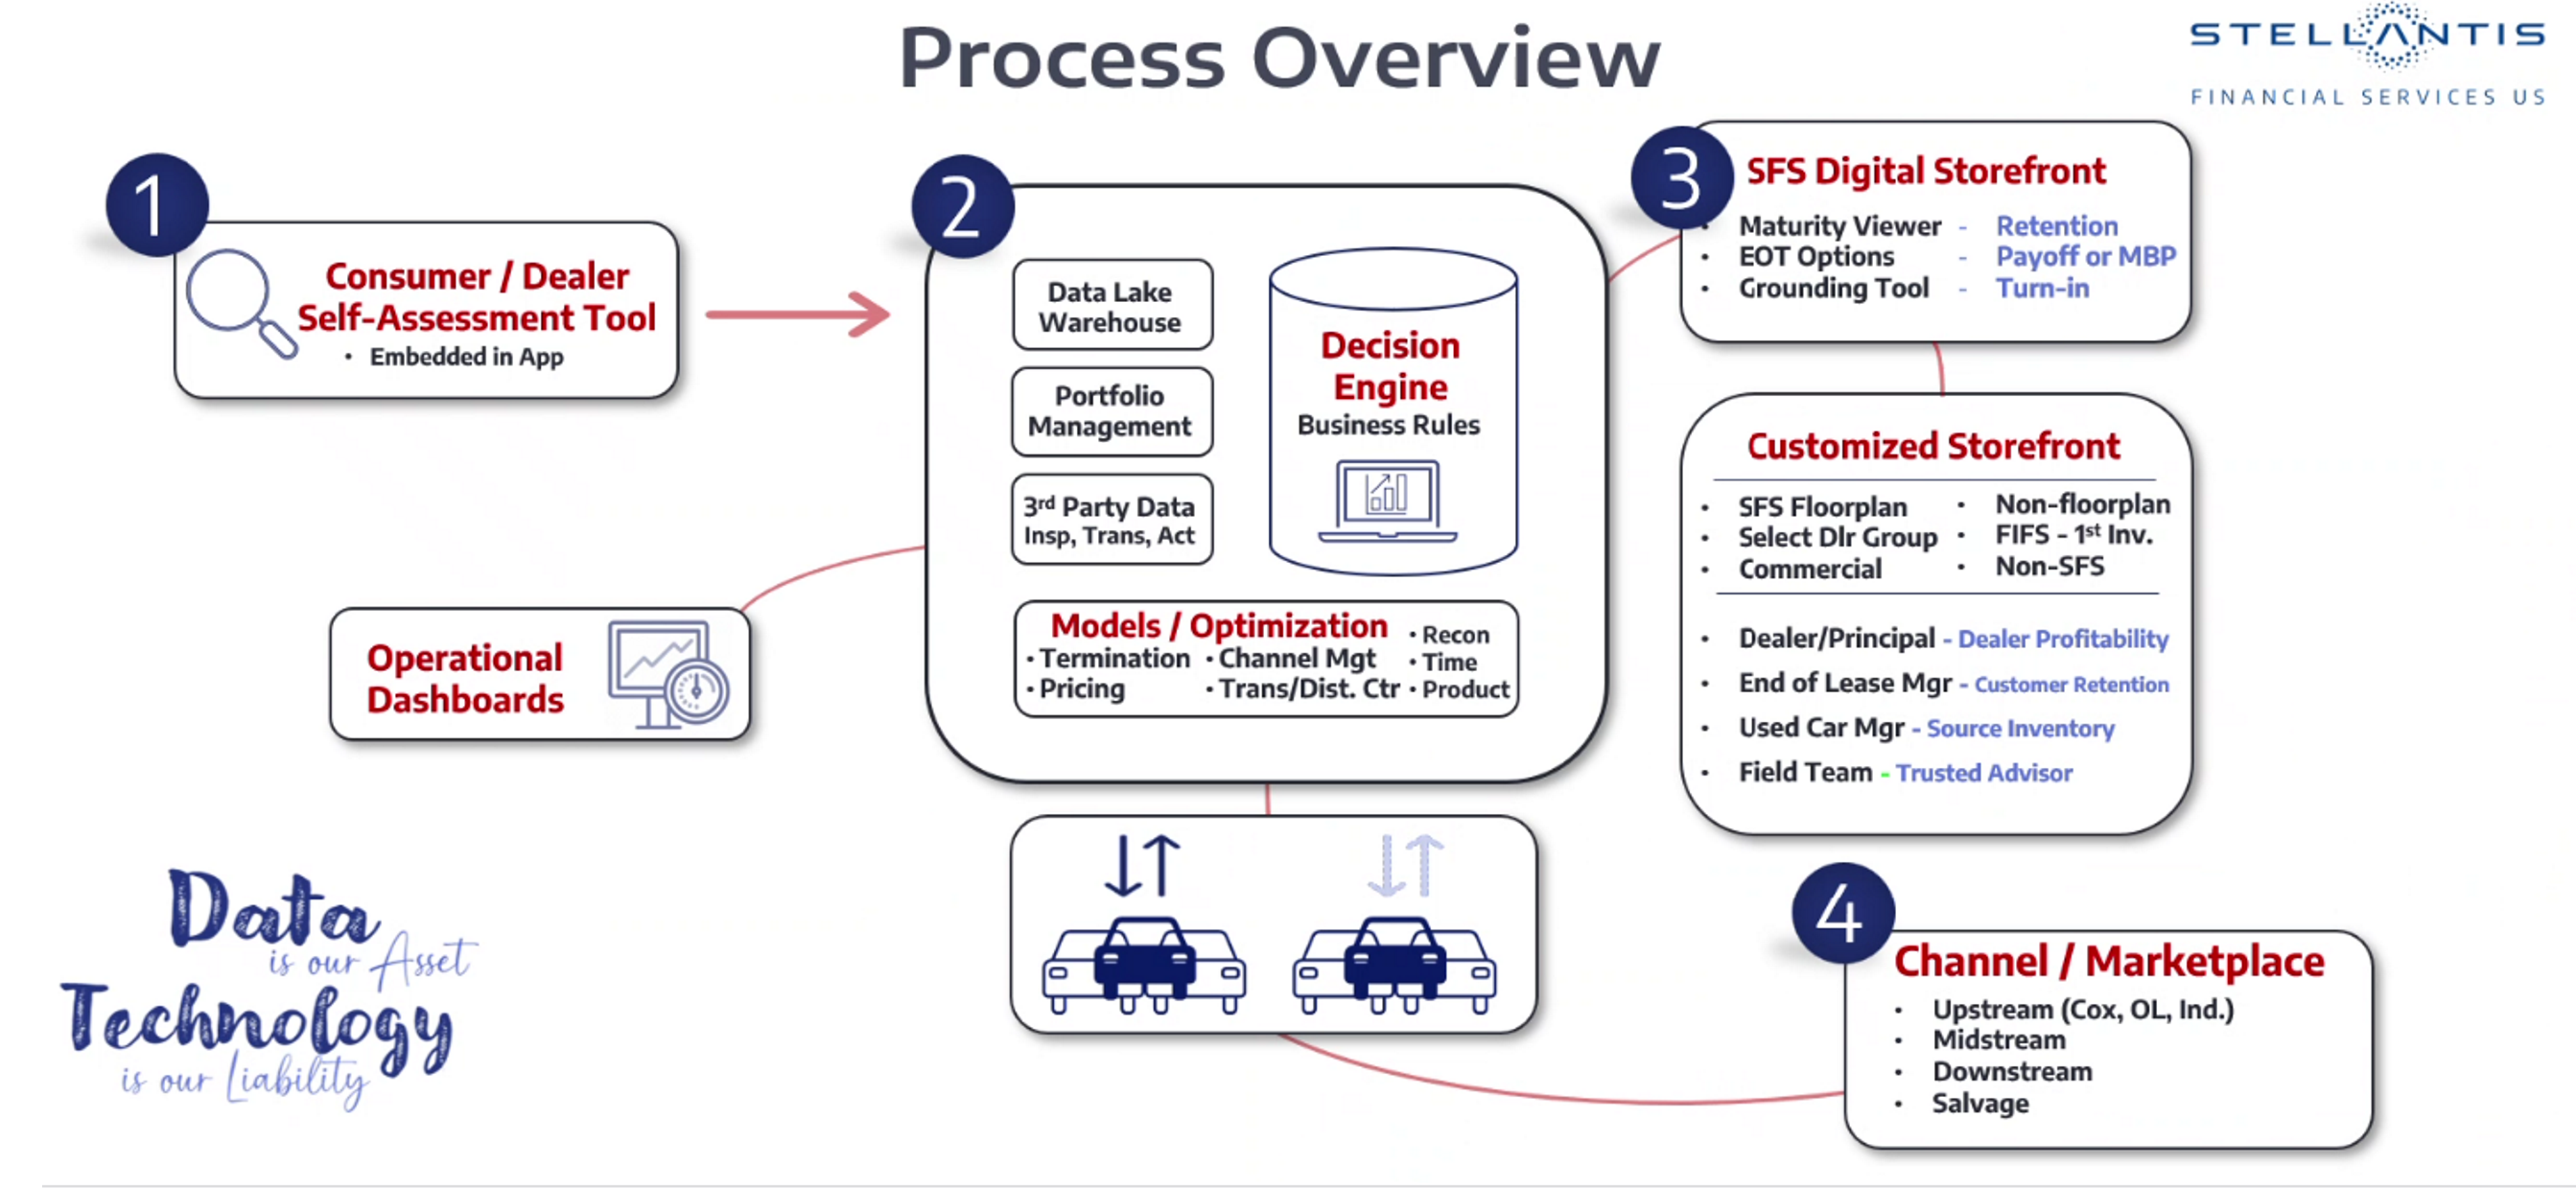 Process Overview
STELLANTIS
FINANCIAL SERVICES US
1
Consumer / Dealer
Self-Assessment Tool
• Embedded in App
2
Data Lake
Warehouse
Portfolio
Management
3rd Party Data
Insp, Trans, Act
Decision
Engine
Business Rules
Models / Optimization
• Termination
• Pricing
• Channel Mgt
• Trans/Dist. Ctr
• Recon
• Time
• Product
Operational
Dashboards
3
SFS Digital Storefront
• Maturity Viewer - Retention
• EOT Options - Payoff or MBP
• Grounding Tool - Turn-in
Customized Storefront
• SFS Floorplan
• Select Dlr Group
• Commercial
• Non-floorplan
• FIFS - 1st Inv.
• Non-SFS
• Dealer/Principal - Dealer Profitability
• End of Lease Mgr - Customer Retention
• Used Car Mgr - Source Inventory
• Field Team - Trusted Advisor
4
Channel / Marketplace
• Upstream (Cox, OL, Ind.)
• Midstream
• Downstream
• Salvage
Data
is our Asset
Technology
is our Liability